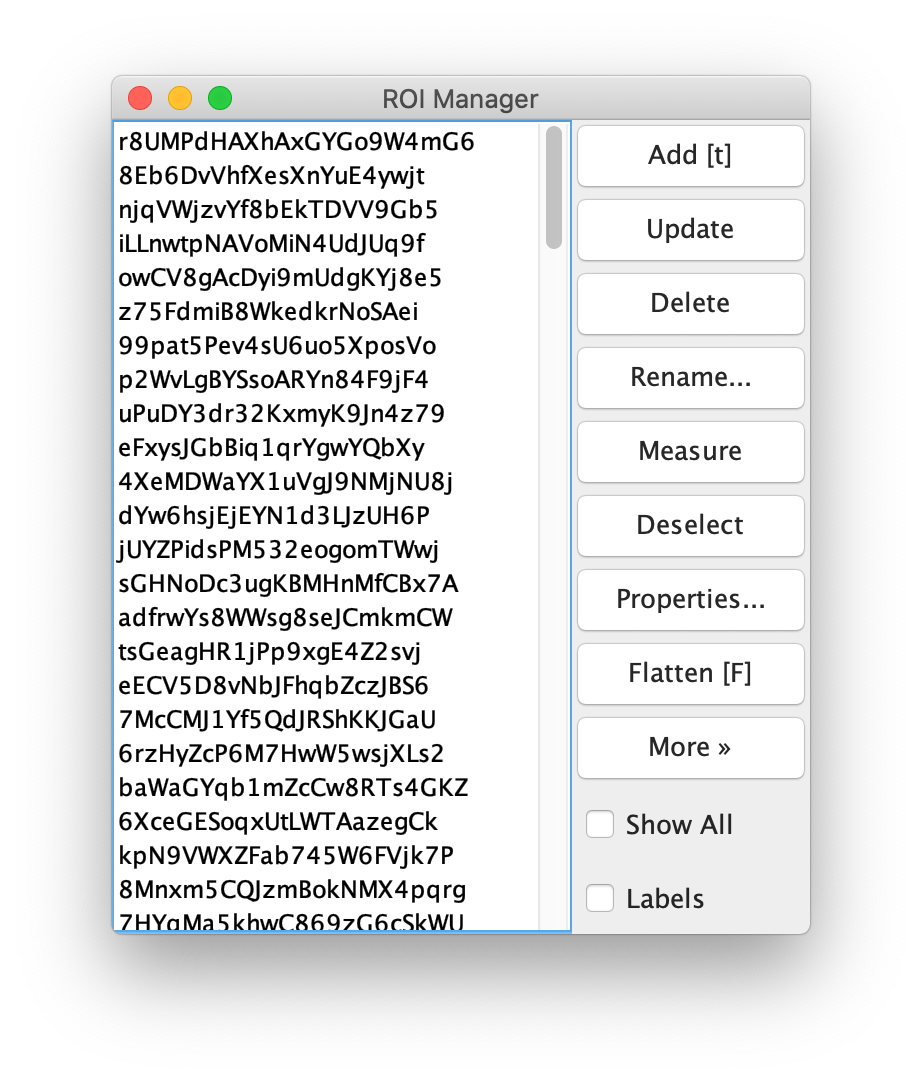 ROI Manager
r8UMPdHAXhAxGYGo9W4mG6
8Eb6DvVhfXesXnYuE4ywjt
njqVWjzvYf8bEkTDVV9Gb5
iLLnwtpNAVoMiN4UdJUq9f
owCV8gAcDyi9mUdgKYj8e5
z75FdmiB8WkedkrNoSAei
99pat5Pev4sU6uo5XposVo
p2WvLgBYSsoARYn84F9jF4
uPuDY3dr32KxmyK9Jn4z79
eFxysJGbBiq1qrYgwYQbXy
4XeMDWaYX1uVgJ9NMjNU8j
dYw6hsjEjEYN1d3LJzUH6P
jUYZPidsPM532eogomTWwj
sGHNoDc3ugKBMHnMfCBx7A
adfrwYs8WWsg8seJCmkmCW
tsGeagHR1jPp9xgE4Z2svj
eECV5D8vNbJFhqbZczJBS6
7McCMJ1Yf5QdJRShKKJGaU
6rzHyZcP6M7HwW5wsjXLs2
baWaGYqb1mZcCw8RTs4GKZ
6XceGESoqxUtLWTAazegCk
kpN9VWXZFab745W6FVjk7P
8Mnxm5CQJzmBokNMX4pqrg
Add [t]
Update
Delete
Rename...
Measure
Deselect
Properties...
Flatten [F]
More »
Show All
Labels